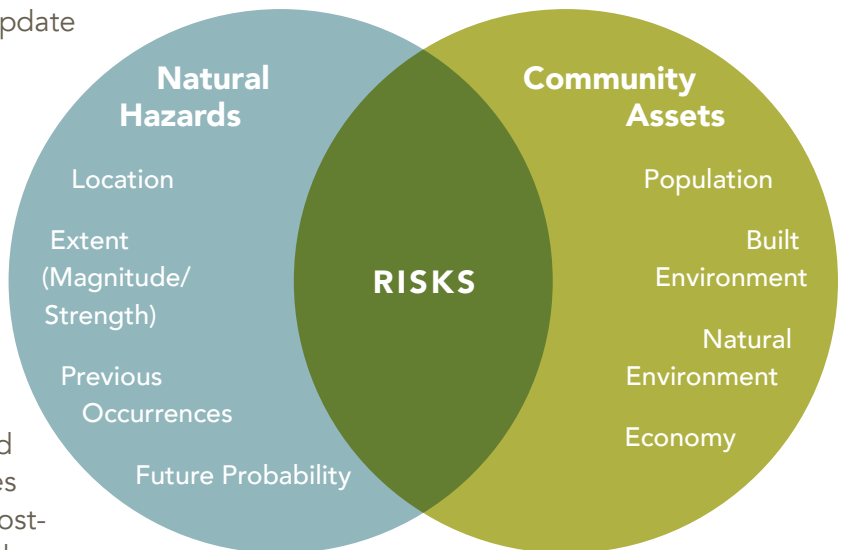 pdate
Natural
Hazards
Location
Extent
(Magnitude/
Strength)
Previous
Occurrences
Future Probability
RISKS
Community
Assets
Population
Built
Environment
Natural
Environment
Economy
d
es
ost-